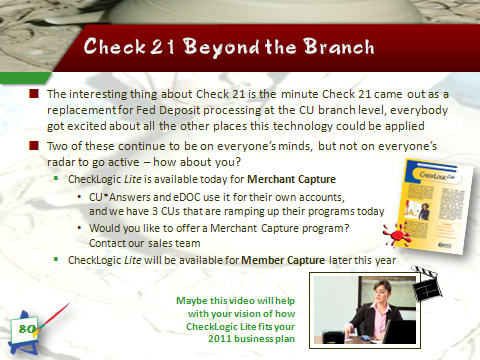 Check 21 Beyond the Branch
The interesting thing about Check 21 is the minute Check 21 came out as a
replacement for Fed Deposit processing at the CU branch level, everybody
got excited about all the other places this technology could be applied
Two of these continue to be on everyone's minds, but not on everyone's
radar to go active – how about you?
CheckLogic Lite is available today for Merchant Capture
CU*Answers and eDOC use it for their own accounts,
and we have 3 CUs that are ramping up their programs today
Would you like to offer a Merchant Capture program?
Contact our sales team
CheckLogic Lite will be available for Member Capture later this year
CheckLogic Lite
Maybe this video will help
with your vision of how
CheckLogic Lite fits your
2011 business plan
80